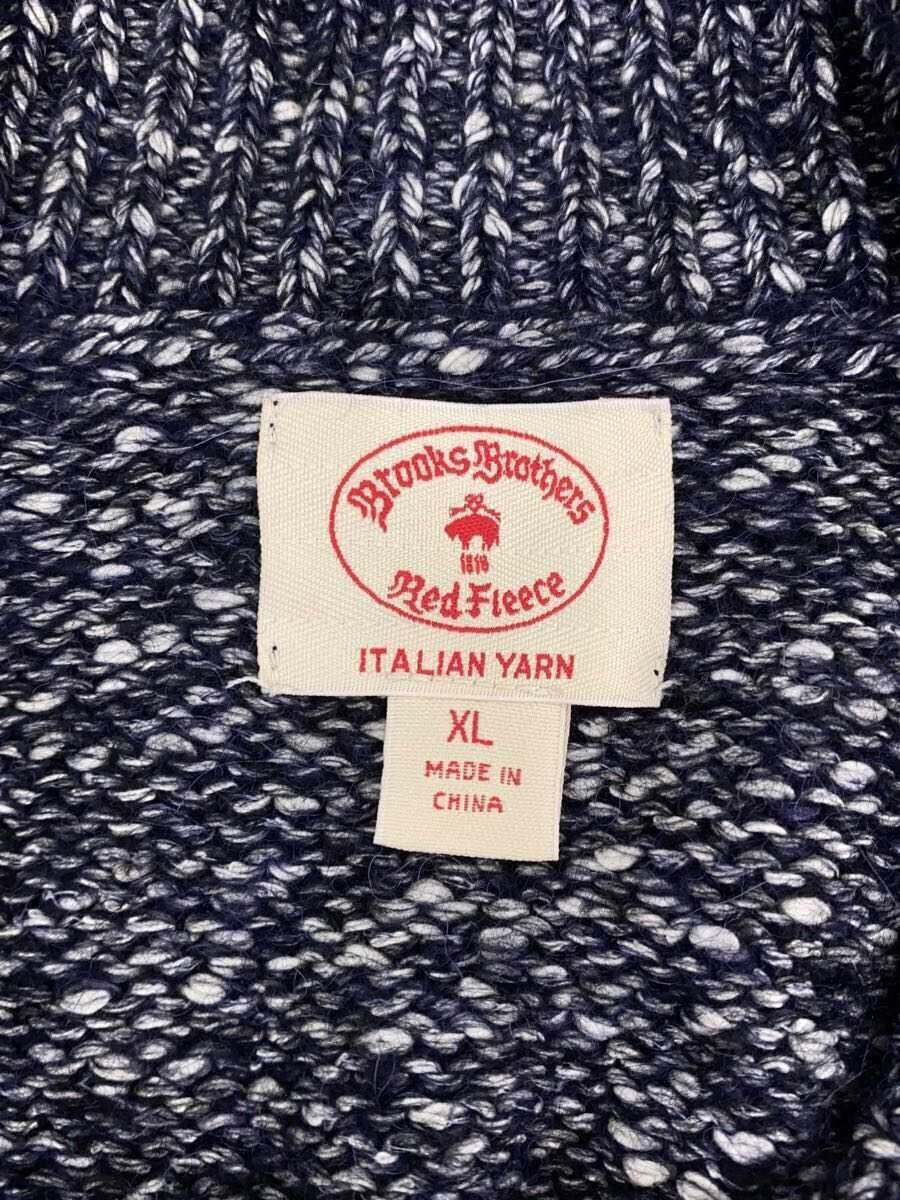 Brooks Brothers
1818
Red Fleece
ITALIAN YARN
XL
MADE IN
CHINA